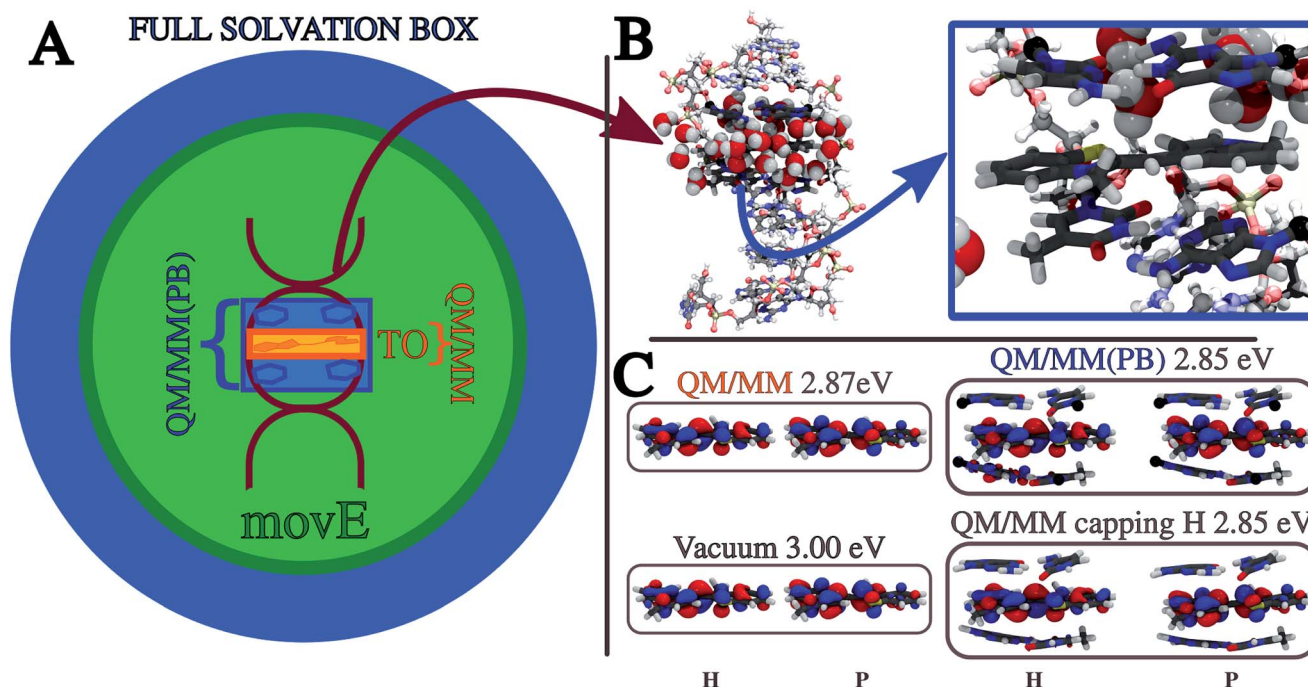 A
FULL SOLVATION BOX
QM/MM(PB)
TO
QM/MM
movE
B
C
QM/MM 2.87eV
QM/MM(PB) 2.85 eV
Vacuum 3.00 eV
QM/MM capping H 2.85 eV
H P H P